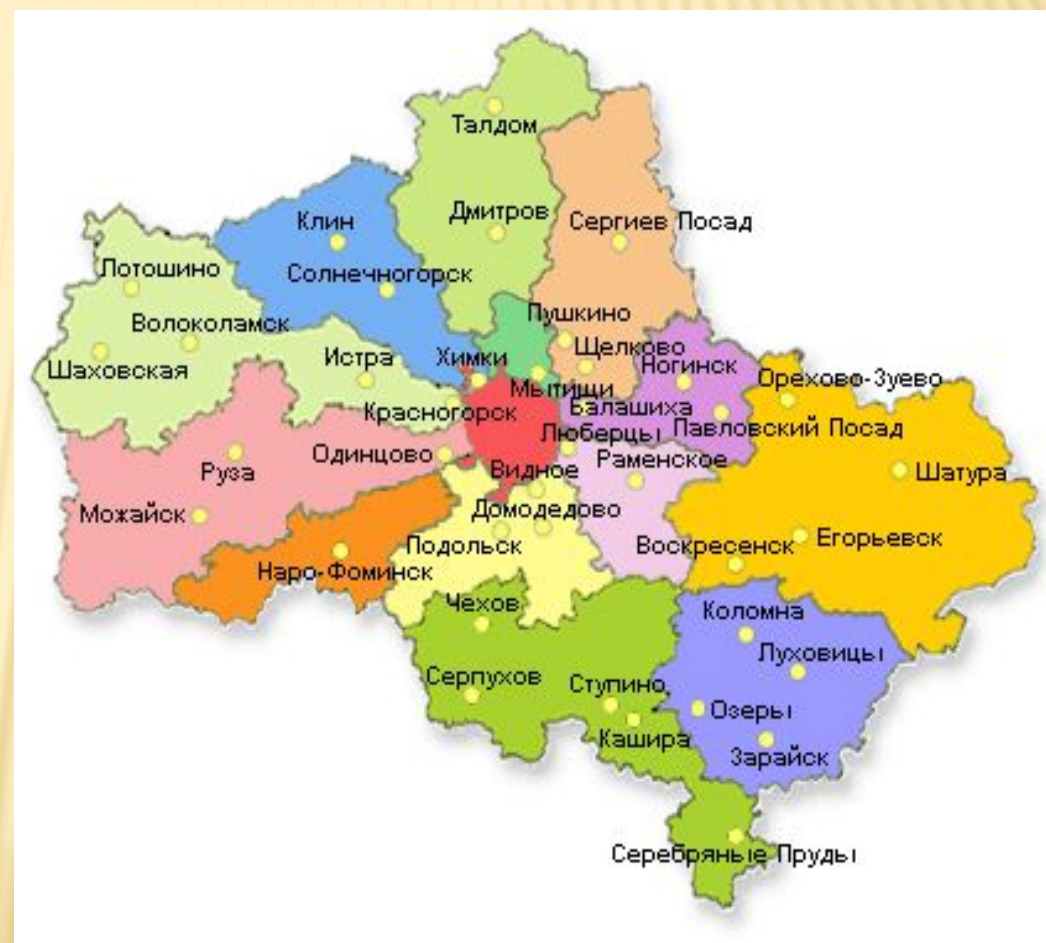 Талдом
Дмитров
Клин
Сергиев Посад
Лотошино
Солнечногорск
Волоколамск
Пушкино
Щелково
Истра
Химки
Шаховская
Ногинск
Мытищи
Орехово-Зуево
Красногорск
Балашиха
Павловский Посад
Люберцы
Одинцово
Раменское
Руза
Видное
Шатура
Можайск
Домодедово
Подольск
Воскресенск
Егорьевск
Наро-Фоминск
Чехов
Коломна
Луховицы
Серпухов
Ступино
Озеры
Кашира
Зарайск
Серебряные Пруды